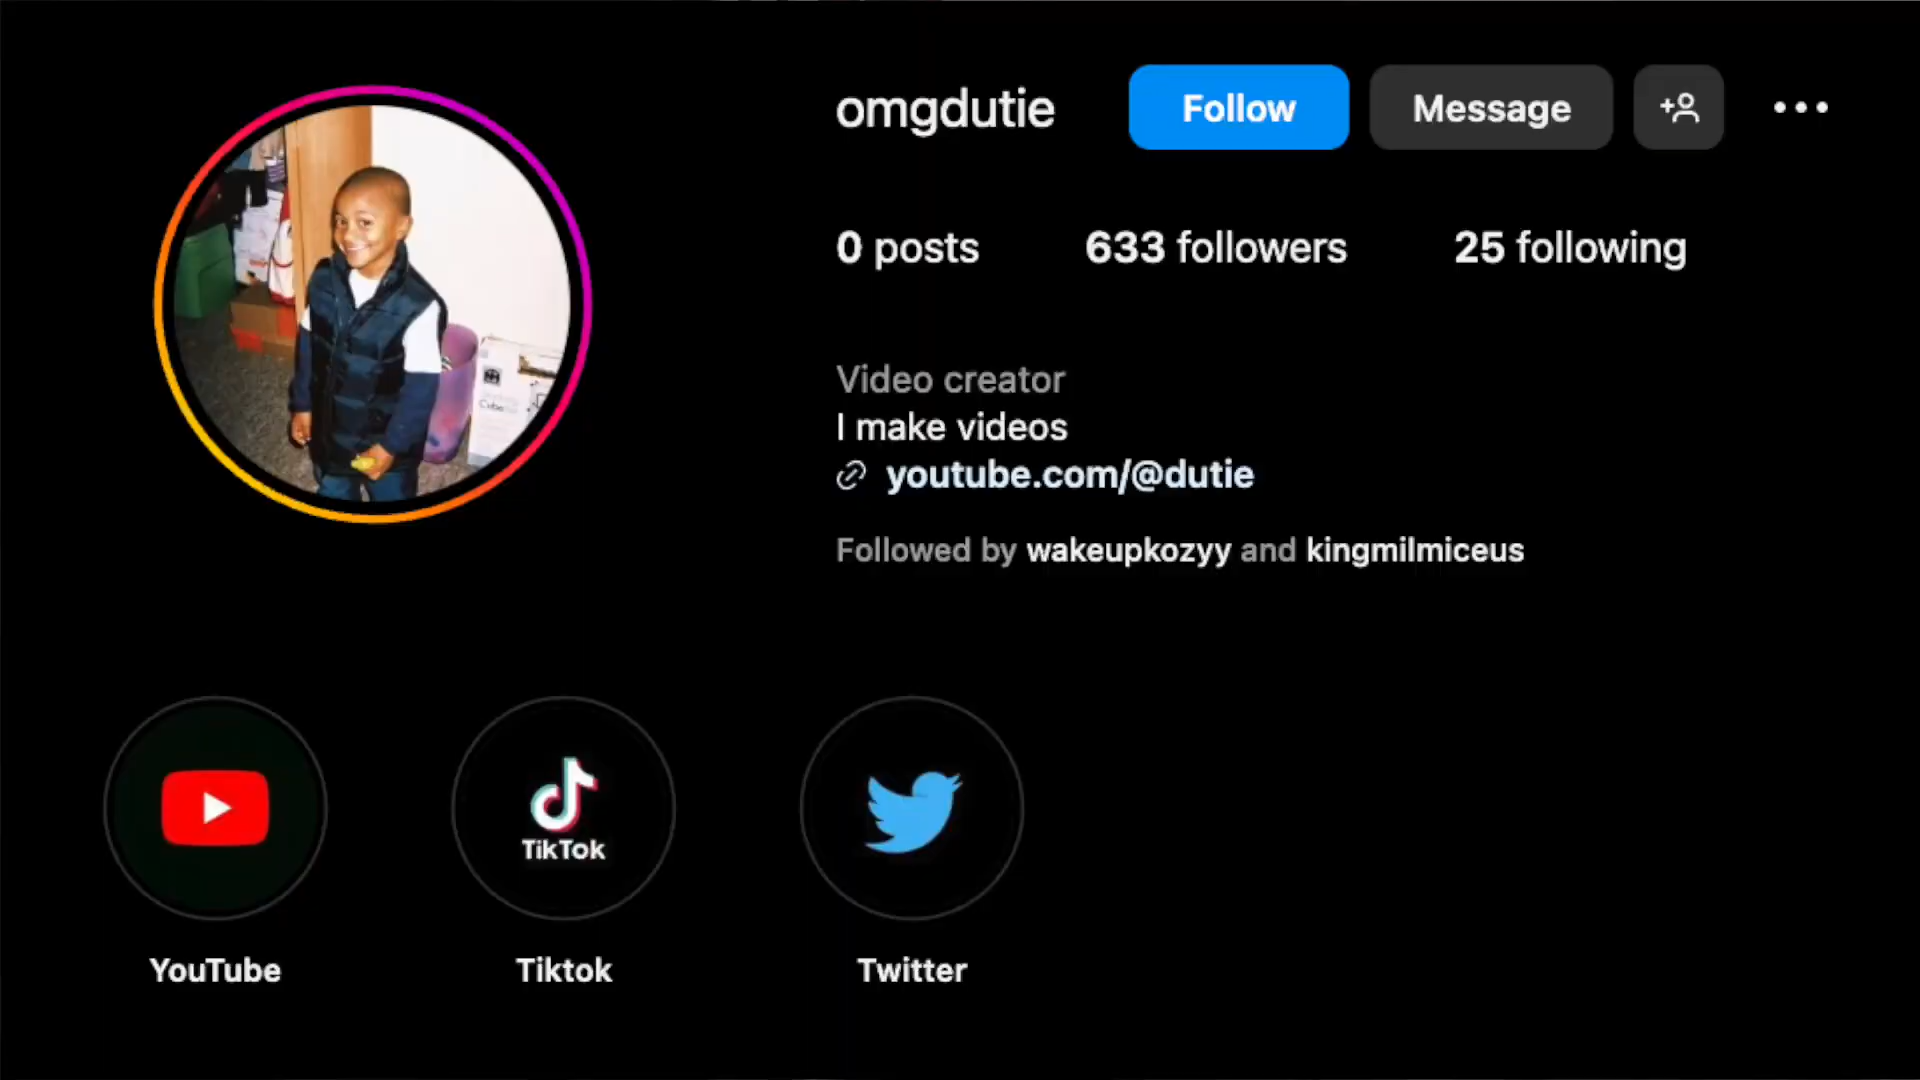 omgdutie Follow Message
0 posts 633 followers 25 following
Video creator
I make videos
youtube.com/@dutie
Followed by wakeupkozyy and kingmilmiceus
TikTok
YouTube Tiktok Twitter